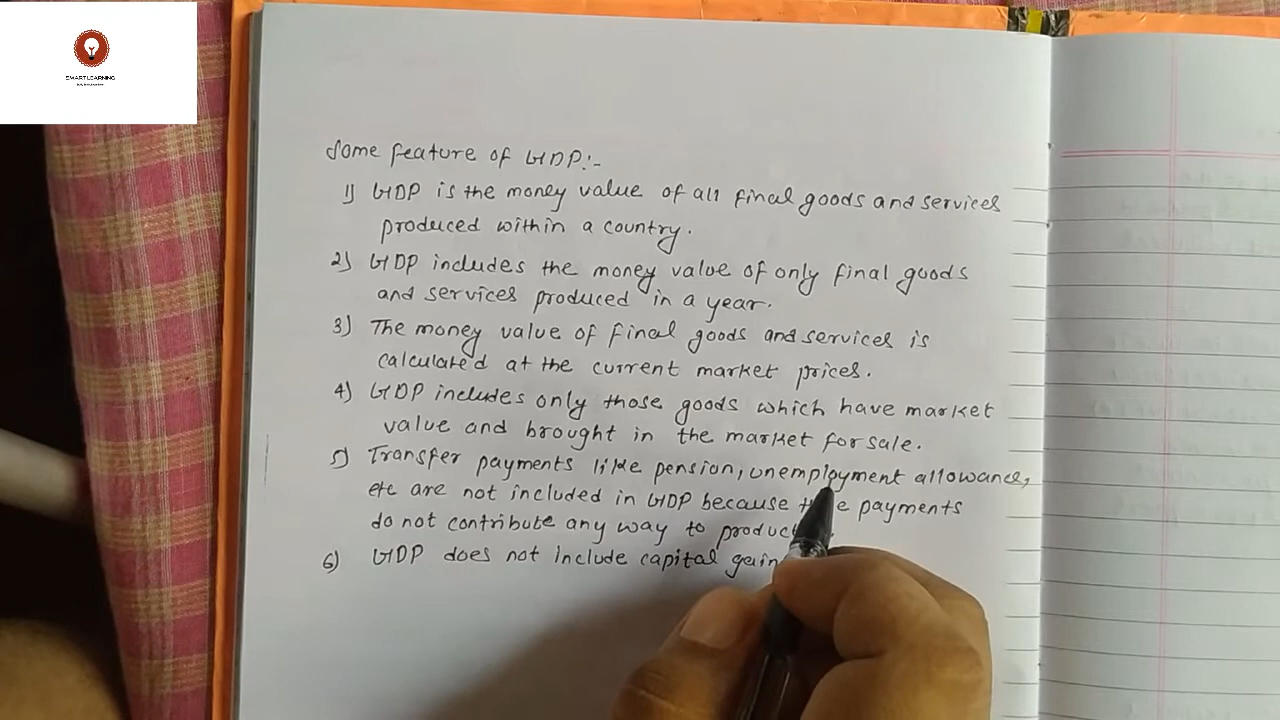 SMART LEARNING
Some feature of GDP:-
1) GDP is the money value of all final goods and services
produced within a country.
2) GDP includes the money value of only final goods
and services produced in a year.
3) The money value of final goods and services is
calculated at the current market prices.
4) GDP includes only those goods which have market
value and brought in the market for sale.
5) Transfer payments like pension, unemployment allowance,
etc are not included in GDP because payments
do not contribute any way to
6) GDP does not include capital gain